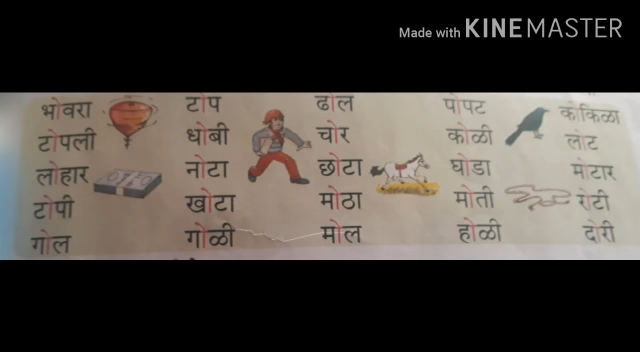 Made with KINEMASTER
भोवरा टोप ढोल पोपट कोकिळा
टोपली धोबी चोर कोळी लोट
लोहार नोटा छोटा घोडा मोटार
टोपी खोटा मोठा मोती रोटी
गोल गोळी मोल होळी दोरी